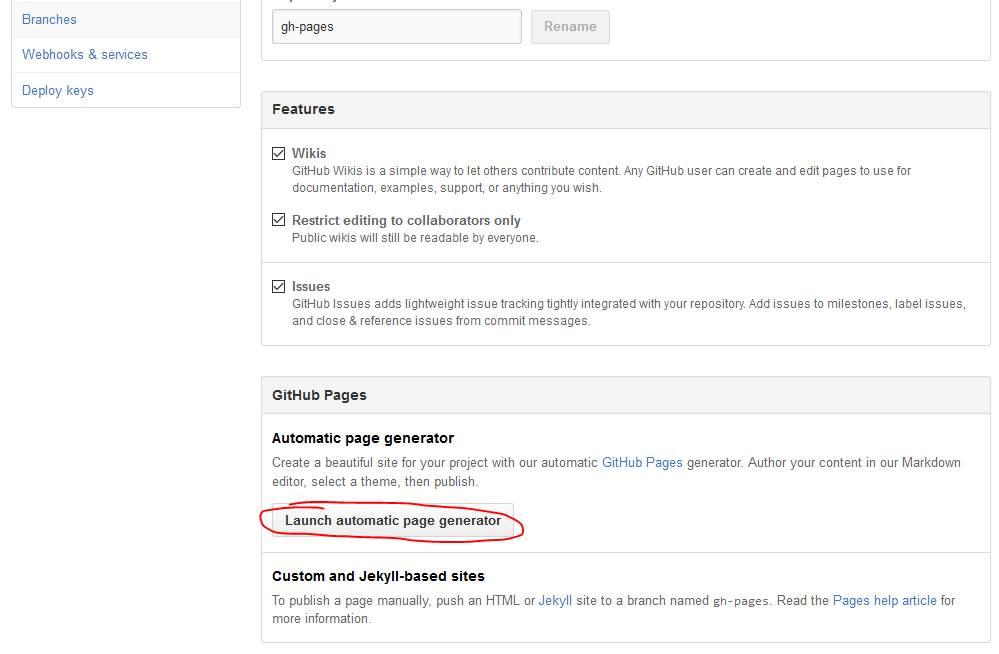 Branches
Webhooks & services
Deploy keys
gh-pages
Rename
Features
Wikis
GitHub Wikis is a simple way to let others contribute content. Any GitHub user can create and edit pages to use for
documentation, examples, support, or anything you wish.
Restrict editing to collaborators only
Public wikis will still be readable by everyone.
Issues
GitHub Issues adds lightweight issue tracking tightly integrated with your repository. Add issues to milestones, label issues,
and close & reference issues from commit messages.
GitHub Pages
Automatic page generator
Create a beautiful site for your project with our automatic GitHub Pages generator. Author your content in our Markdown
editor, select a theme, then publish.
Launch automatic page generator
Custom and Jekyll-based sites
To publish a page manually, push an HTML or Jekyll site to a branch named gh-pages. Read the Pages help article for
more information.